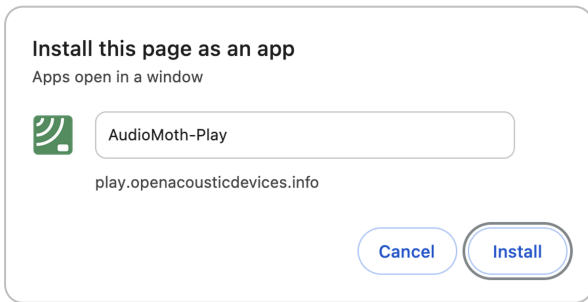 Install this page as an app
Apps open in a window
AudioMoth-Play
play.openacousticdevices.info
Cancel
Install